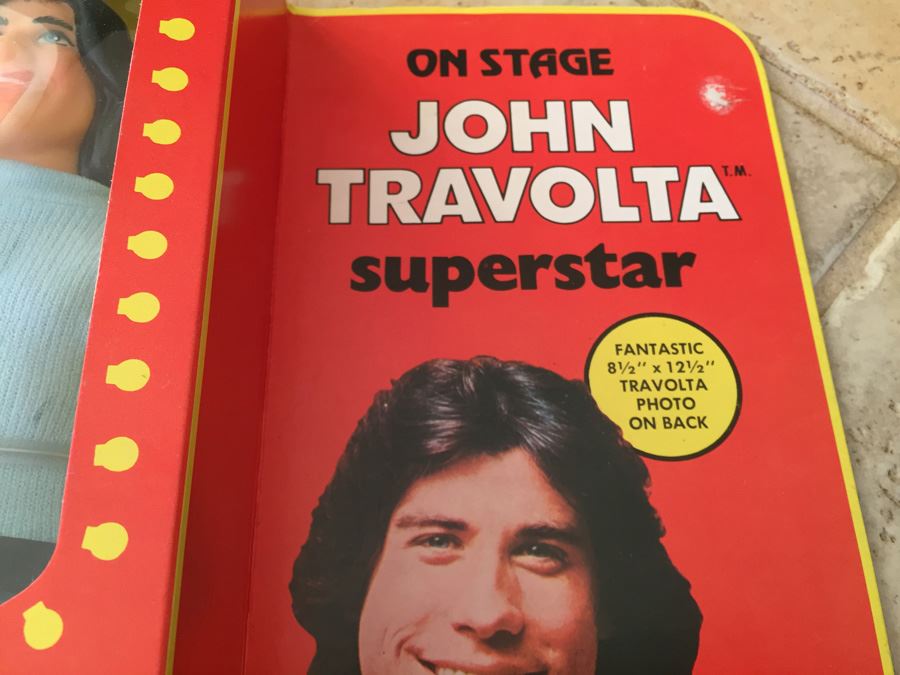 ON STAGE
JOHN
TRAVOLTA T.M.
superstar
FANTASTIC
8½" x 12½"
TRAVOLTA
PHOTO
ON BACK